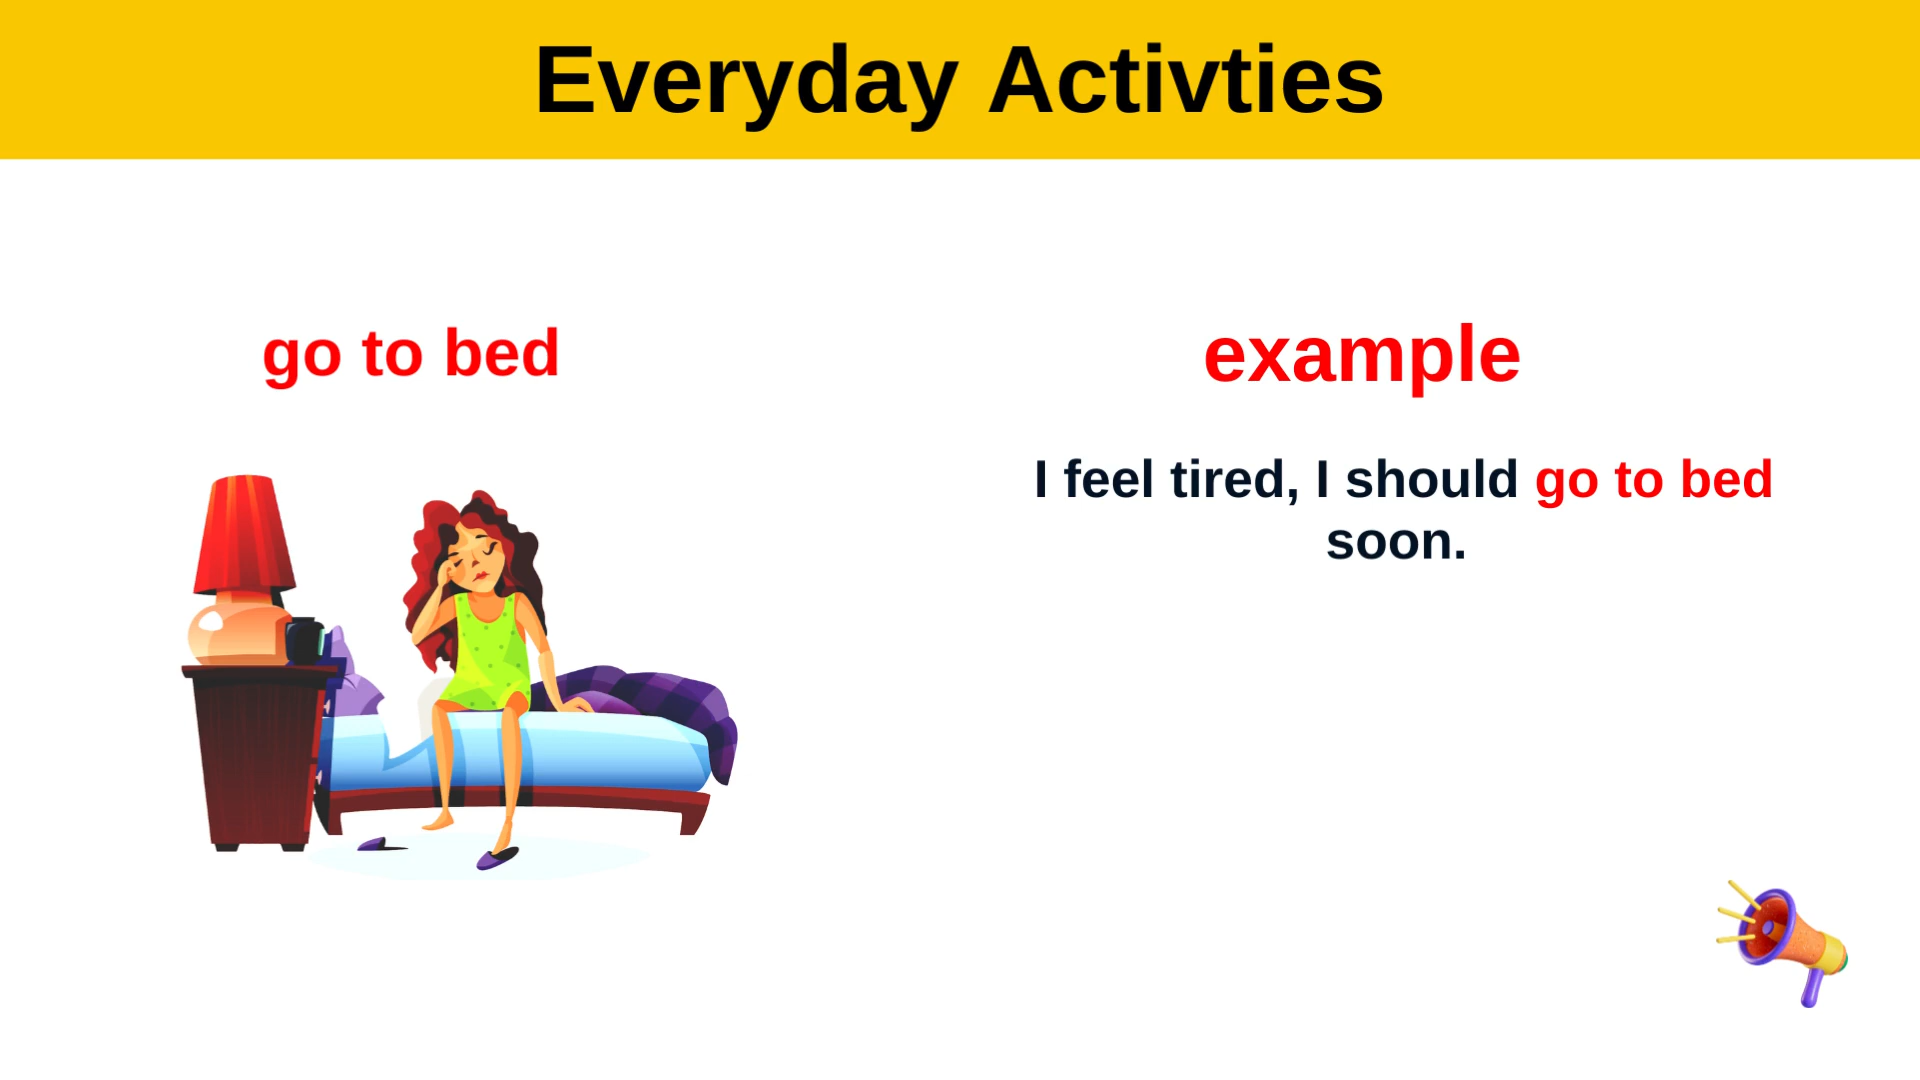 Everyday Activties
go to bed
example
I feel tired, I should go to bed
soon.